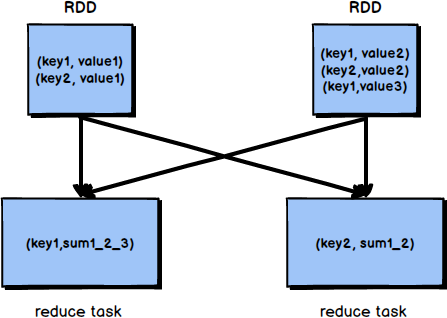 RDD
RDD
(key1, value1)
(key2, value1)
(key1, value2)
(key2,value2)
(key1,value3)
(key1,sum1_2_3)
(key2, sum1_2)
reduce task
reduce task